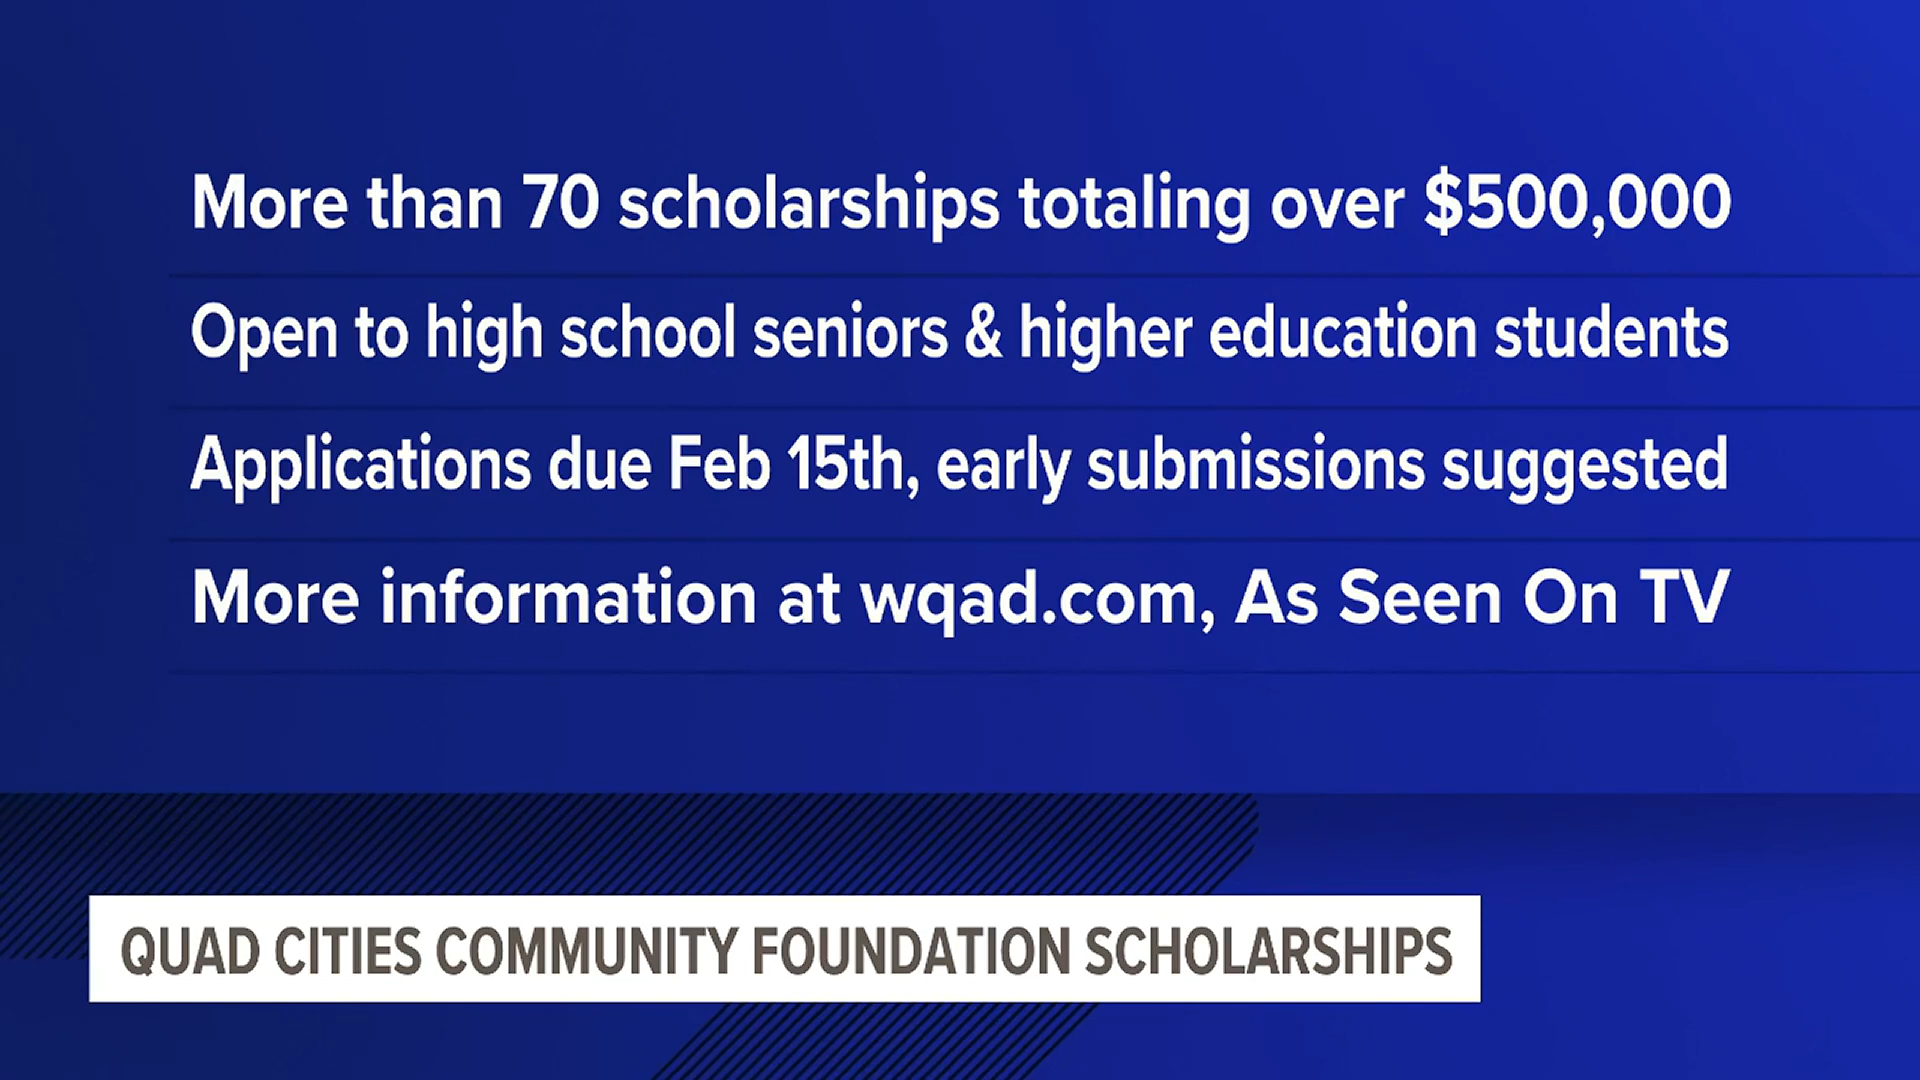 More than 70 scholarships totaling over $500,000
Open to high school seniors & higher education students
Applications due Feb 15th, early submissions suggested
More information at wqad.com, As Seen On TV
QUAD CITIES COMMUNITY FOUNDATION SCHOLARSHIPS